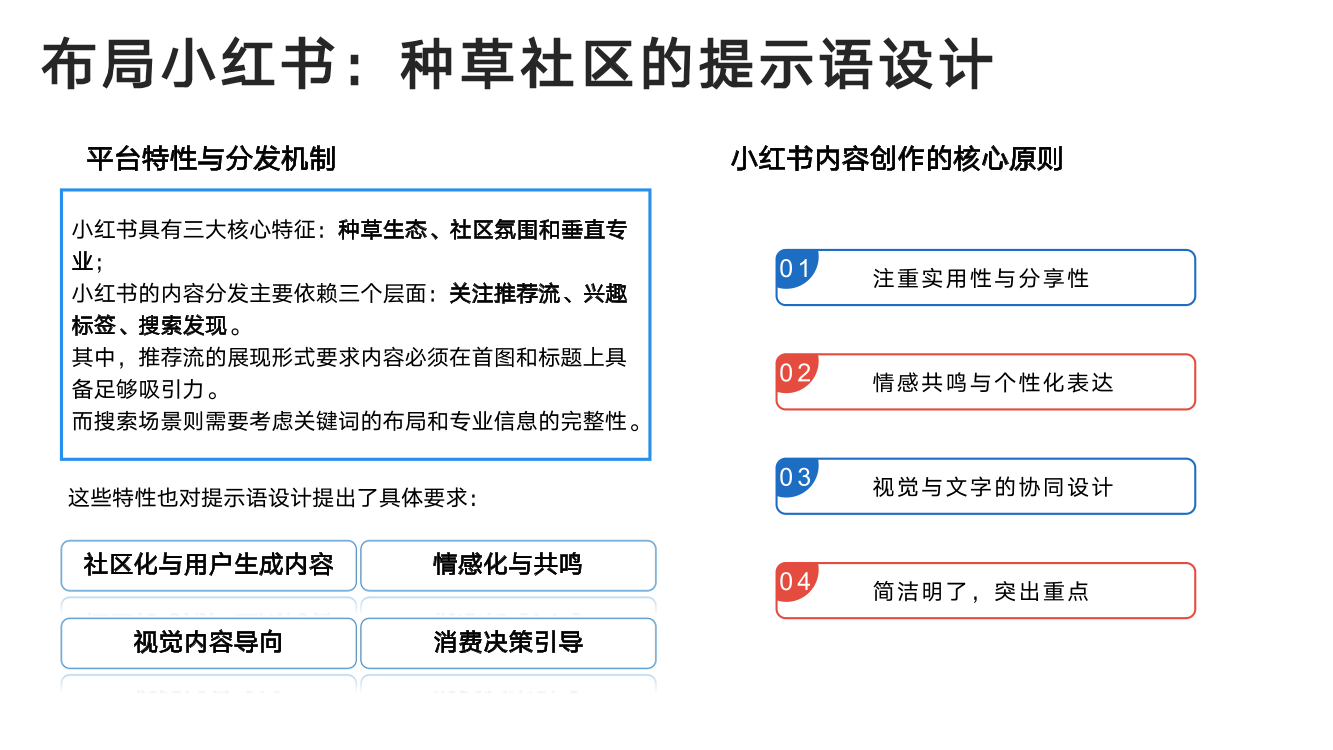 布局小红书：种草社区的提示语设计
平台特性与分发机制
小红书具有三大核心特征：种草生态、社区氛围和垂直专
业；
小红书的内容分发主要依赖三个层面：关注推荐流、兴趣
标签、搜索发现。
其中，推荐流的展现形式要求内容必须在首图和标题上具
备足够吸引力。
而搜索场景则需要考虑关键词的布局和专业信息的完整性。
这些特性也对提示语设计提出了具体要求：
社区化与用户生成内容
情感化与共鸣
视觉内容导向
消费决策引导
小红书内容创作的核心原则
01
注重实用性与分享性
02
情感共鸣与个性化表达
03
视觉与文字的协同设计
04
简洁明了，突出重点